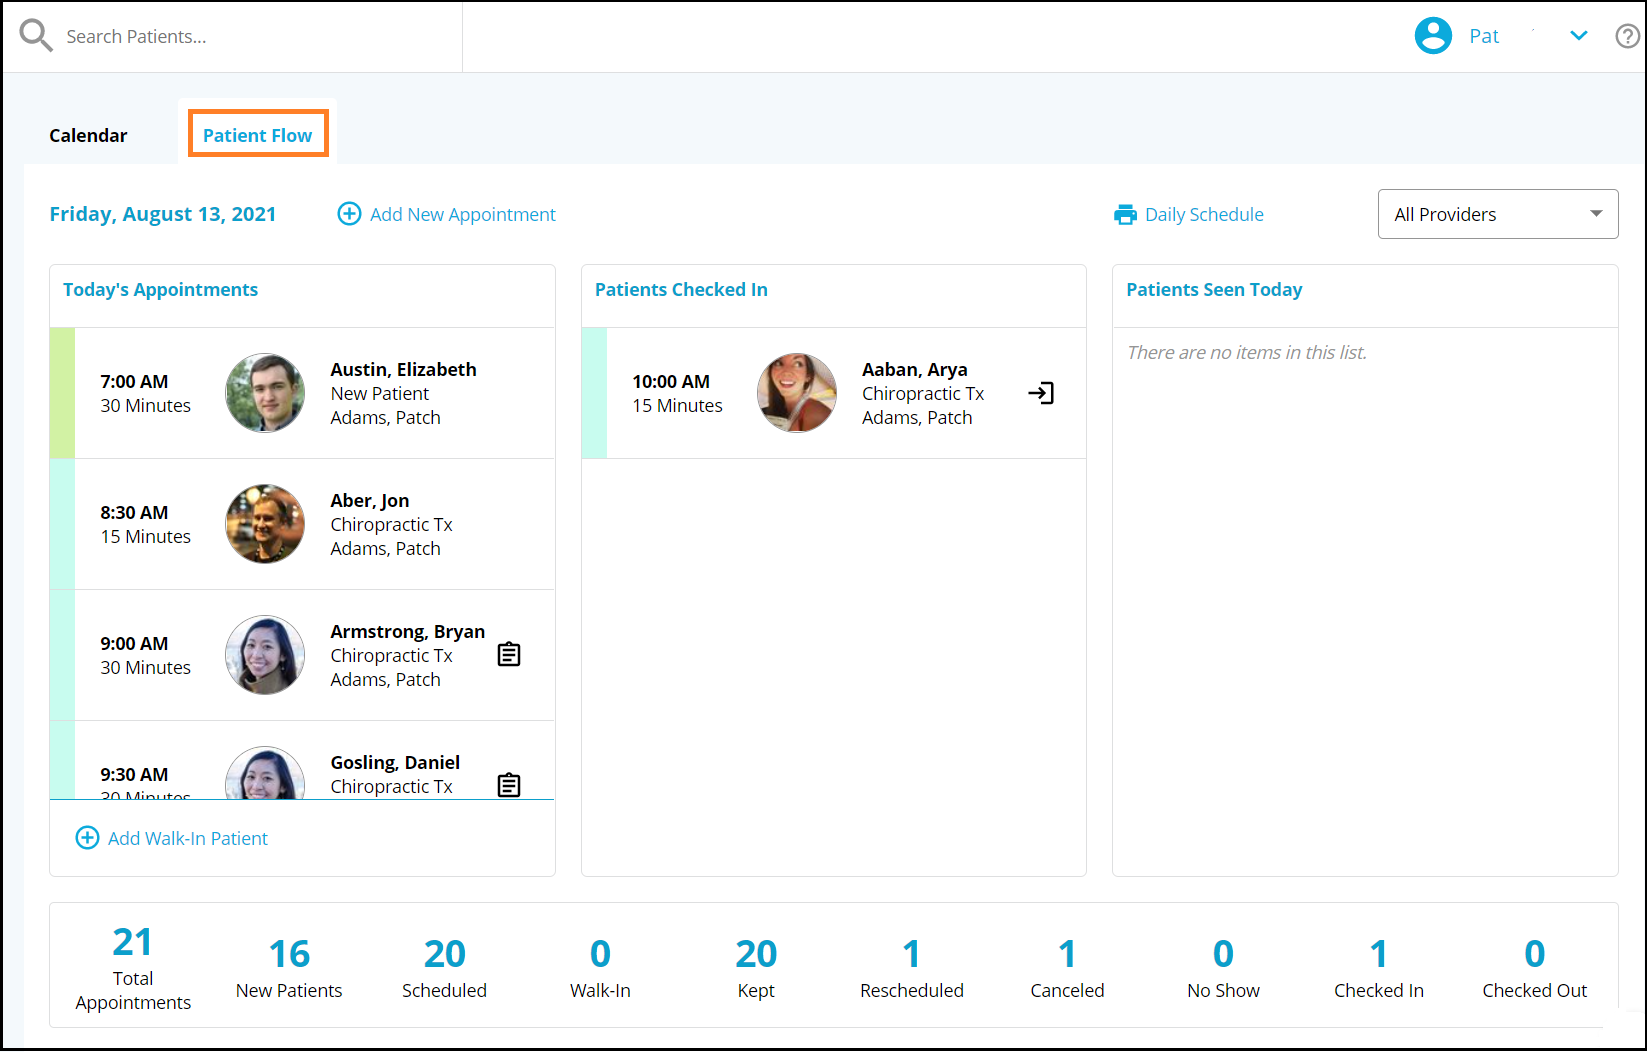 Search Patients...
Pat
Calendar
Patient Flow
Friday, August 13, 2021
Add New Appointment
Daily Schedule
All Providers
Today's Appointments
7:00 AM
30 Minutes
Austin, Elizabeth
New Patient
Adams, Patch
8:30 AM
15 Minutes
Aber, Jon
Chiropractic Tx
Adams, Patch
9:00 AM
30 Minutes
Armstrong, Bryan
Chiropractic Tx
Adams, Patch
9:30 AM
30 Minutes
Gosling, Daniel
Chiropractic Tx
Add Walk-In Patient
Patients Checked In
10:00 AM
15 Minutes
Aaban, Arya
Chiropractic Tx
Adams, Patch
Patients Seen Today
There are no items in this list.
21
Total
Appointments
16
New Patients
20
Scheduled
0
Walk-In
20
Kept
1
Rescheduled
1
Canceled
0
No Show
1
Checked In
0
Checked Out